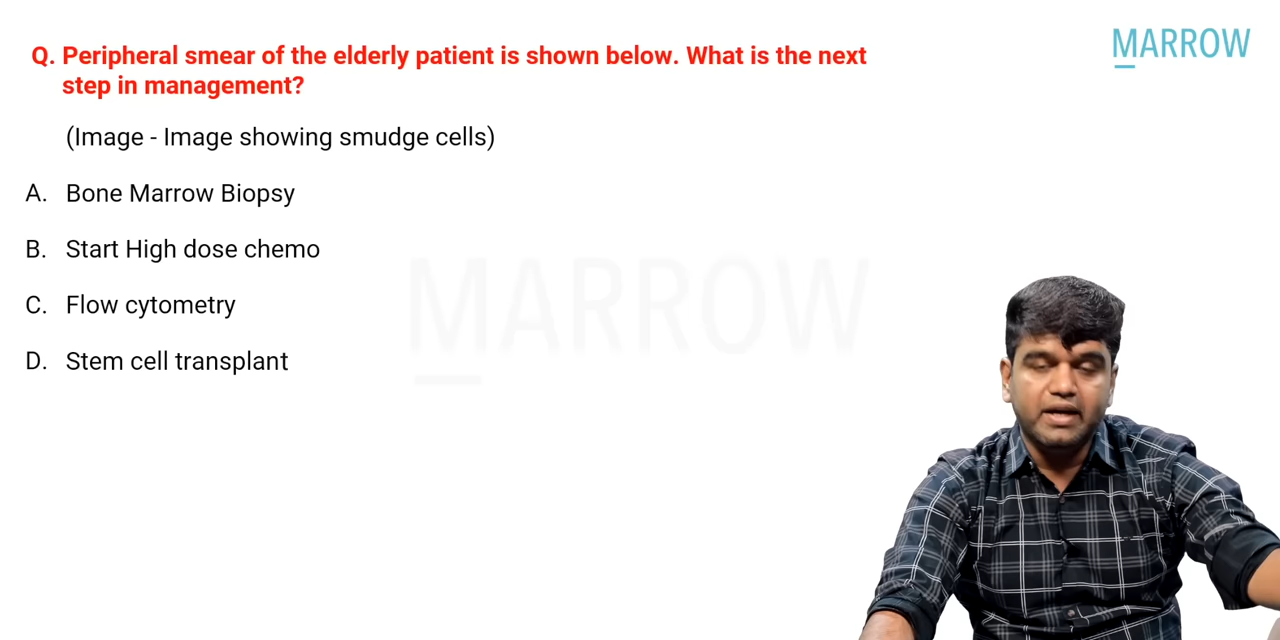 MARROW
Q. Peripheral smear of the elderly patient is shown below. What is the next
step in management?
(Image - Image showing smudge cells)
A. Bone Marrow Biopsy
B. Start High dose chemo
C. Flow cytometry
D. Stem cell transplant
MARROW